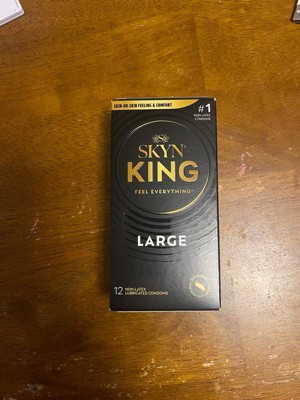 SKIN-ON-SKIN FEELING & COMFORT
#1
NON-LATEX
CONDOMS
SKYN®
KING
FEEL EVERYTHING®
LARGE
12 NON-LATEX
LUBRICATED CONDOMS